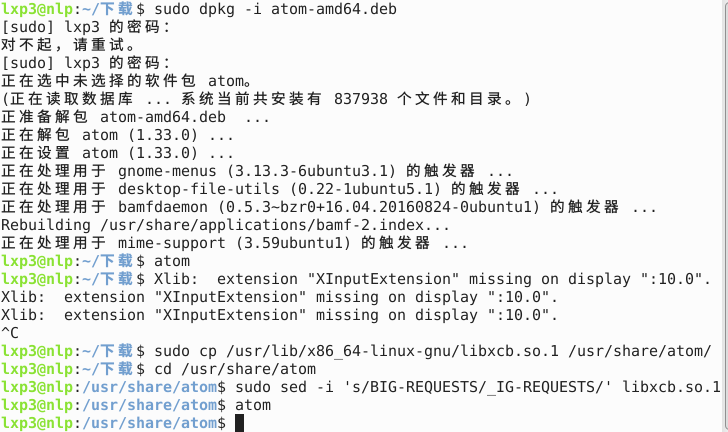 lxp3@nlp:~/下载$ sudo dpkg -i atom-amd64.deb
[sudo] lxp3 的密码：
对不起，请重试。
[sudo] lxp3 的密码：
正在选中未选择的软件包 atom。
(正在读取数据库 ... 系统当前共安装有 837938 个文件和目录。)
正准备解包 atom-amd64.deb  ...
正在解包 atom (1.33.0) ...
正在设置 atom (1.33.0) ...
正在处理用于 gnome-menus (3.13.3-6ubuntu3.1) 的触发器 ...
正在处理用于 desktop-file-utils (0.22-1ubuntu5.1) 的触发器 ...
正在处理用于 bamfdaemon (0.5.3~bzr0+16.04.20160824-0ubuntu1) 的触发器 ...
Rebuilding /usr/share/applications/bamf-2.index...
正在处理用于 mime-support (3.59ubuntu1) 的触发器 ...
lxp3@nlp:~/下载$ atom
lxp3@nlp:~/下载$ Xlib:  extension "XInputExtension" missing on display ":10.0".
Xlib:  extension "XInputExtension" missing on display ":10.0".
Xlib:  extension "XInputExtension" missing on display ":10.0".
^C
lxp3@nlp:~/下载$ sudo cp /usr/lib/x86_64-linux-gnu/libxcb.so.1 /usr/share/atom/
lxp3@nlp:~/下载$ cd /usr/share/atom
lxp3@nlp:/usr/share/atom$ sudo sed -i 's/BIG-REQUESTS/_IG-REQUESTS/' libxcb.so.1
lxp3@nlp:/usr/share/atom$ atom
lxp3@nlp:/usr/share/atom$